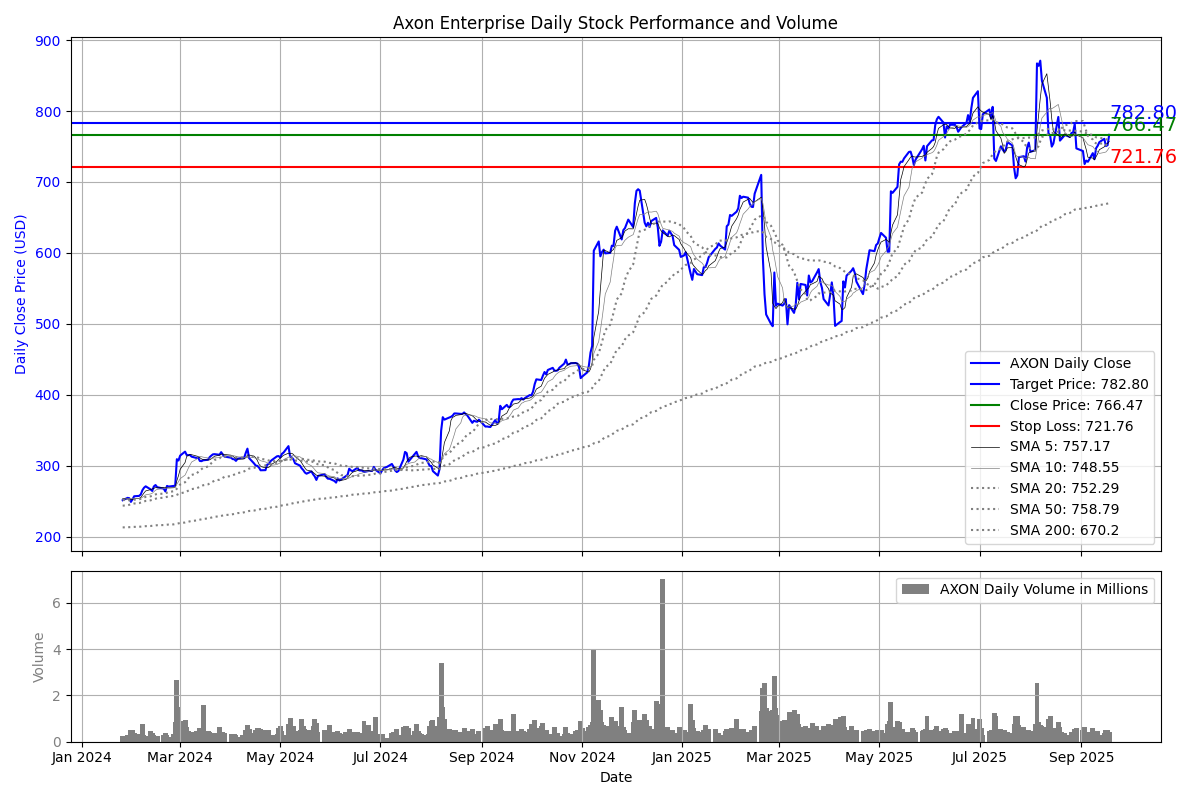 Axon Enterprise Daily Stock Performance and Volume
Daily Close Price (USD)
900
800
700
600
500
400
300
200
782.80
766.47
721.76
AXON Daily Close
Target Price: 782.80
Close Price: 766.47
Stop Loss: 721.76
SMA 5: 757.17
SMA 10: 748.55
SMA 20: 752.29
SMA 50: 758.79
SMA 200: 670.2
Volume
6
4
2
0
AXON Daily Volume in Millions
Jan 2024 Mar 2024 May 2024 Jul 2024 Sep 2024 Nov 2024 Jan 2025 Mar 2025 May 2025 Jul 2025 Sep 2025
Date